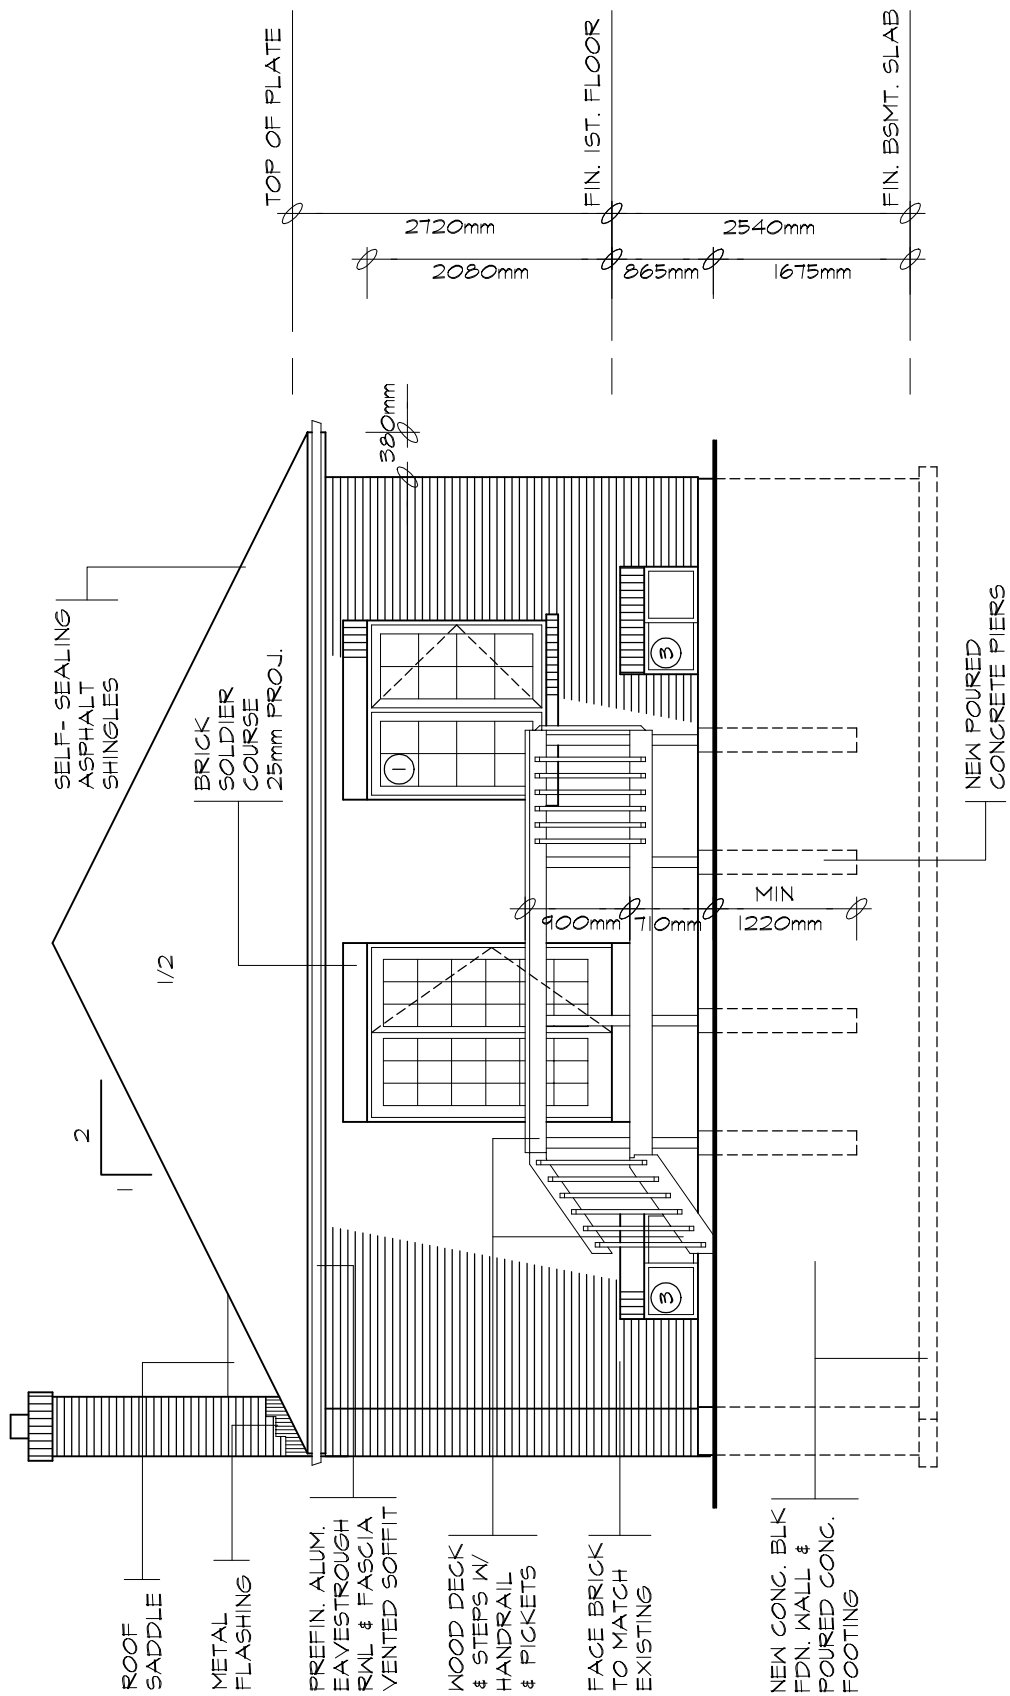 SELF- SEALING
ASPHALT
SHINGLES
2
1
1/2
BRICK
SOLDIER
COURSE
25mm PROJ.
TOP OF PLATE
FIN. 1ST. FLOOR
FIN. BSMT. SLAB
2720mm
2540mm
2080mm
865mm
1675mm
380mm
1
3
3
900mm
710mm
MIN
1220mm
ROOF
SADDLE
METAL
FLASHING
PREFIN. ALUM.
EAVESTROUGH
RWL & FASCIA
VENTED SOFFIT
WOOD DECK
& STEPS W/
HANDRAIL
& PICKETS
FACE BRICK
TO MATCH
EXISTING
NEW CONC. BLK
FDN. WALL &
POURED CONC.
FOOTING
NEW POURED
CONCRETE PIERS